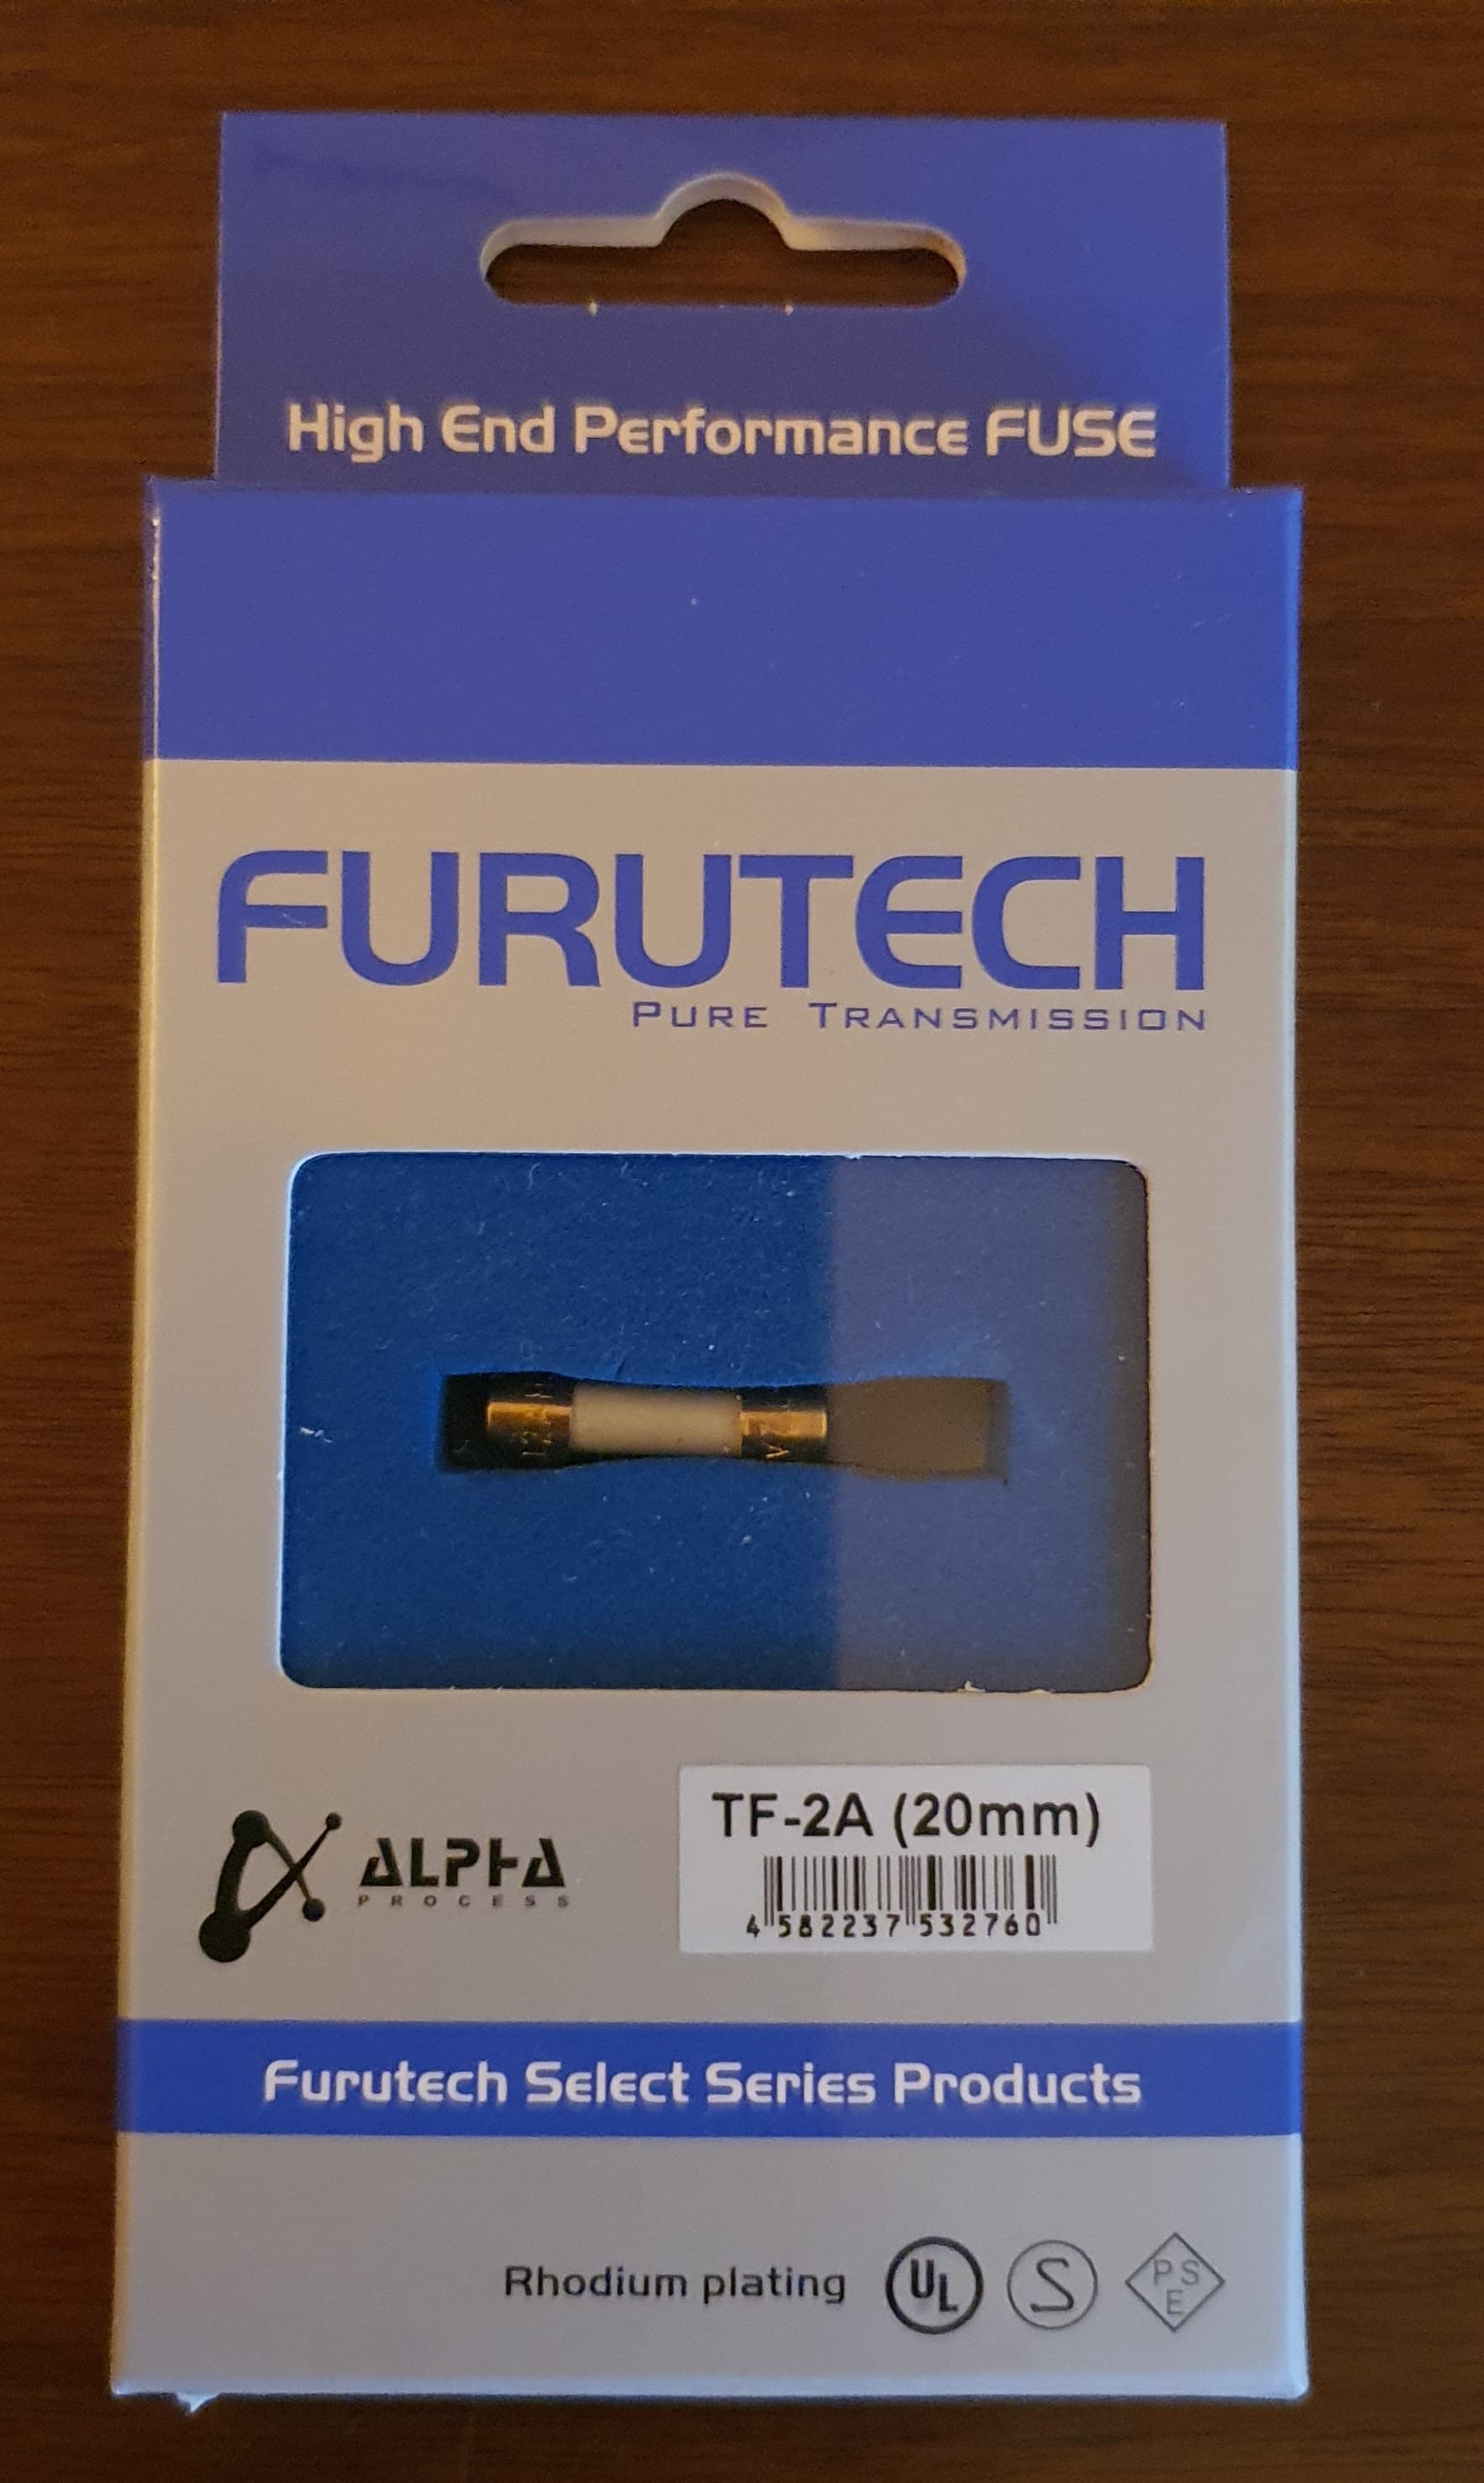 High End Performance FUSE
FURUTECH
PURE TRANSMISSION
ALPHA
PROCESS
TF-2A (20mm)
4 582237 532760
Furutech Select Series Products
Rhodium plating
UL
S
PSE